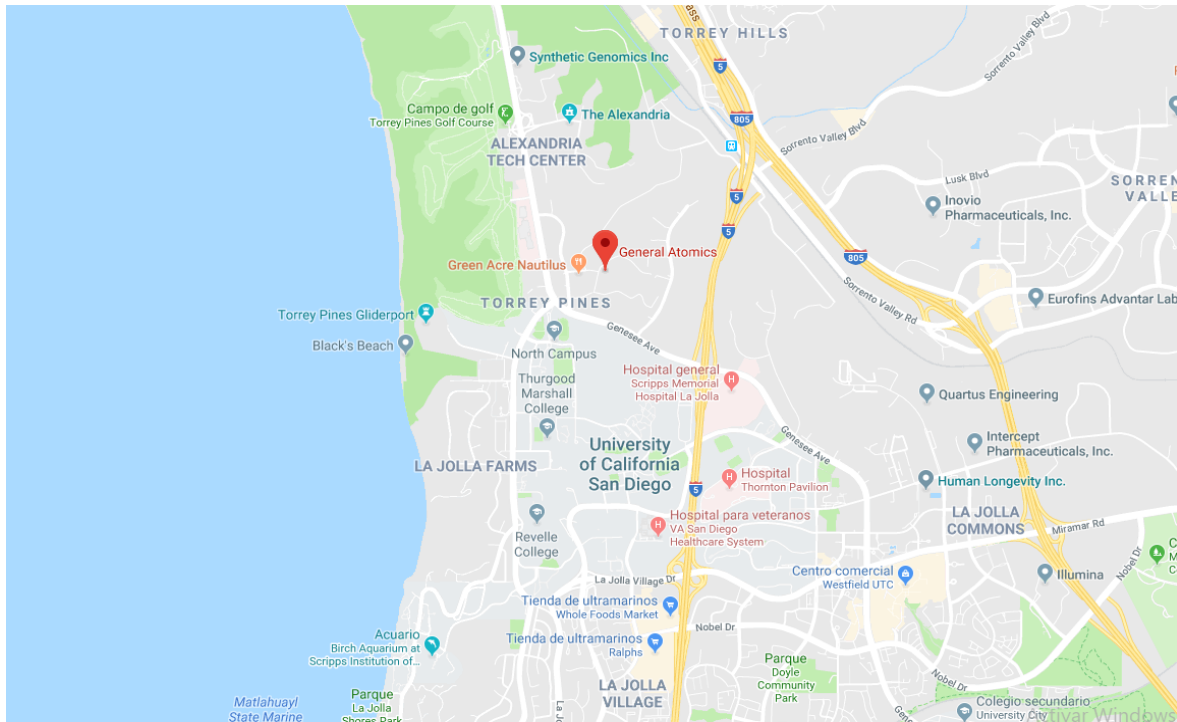 TORREY HILLS
Synthetic Genomics Inc
Sorrento Valley Blvd
5
805
Campo de golf
Torrey Pines Golf Course
The Alexandria
ALEXANDRIA
TECH CENTER
Sorrento Valley Blvd
Lusk Blvd
5
Inovio
Pharmaceuticals, Inc.
5
General Atomics
Green Acre Nautilus
805
Sorrento Valley Rd
TORREY PINES
Eurofins Advantar Lab
Torrey Pines Gliderport
Black's Beach
Genesee Ave
North Campus
Hospital general
Scripps Memorial
Hospital La Jolla
Thurgood
Marshall
College
Quartus Engineering
Genesee Ave
Intercept
Pharmaceuticals, Inc.
University
of California
San Diego
LA JOLLA FARMS
Hospital
Thornton Pavilion
Human Longevity Inc.
5
Hospital para veteranos
VA San Diego
Healthcare System
LA JOLLA
COMMONS
Miramar Rd
Revelle
College
Nobel Dr
Centro comercial
Westfield UTC
Illumina
La Jolla Village Dr
Tienda de ultramarinos
Whole Foods Market
Nobel Dr
Tienda de ultramarinos
Ralphs
Acuario
Birch Aquarium at
Scripps Institution of...
Parque
Doyle
Community
Park
Nobel Dr
LA JOLLA
VILLAGE
Matlahuayl
State Marine
Parque
La Jolla
Shores Park
Colegio secundario
University City